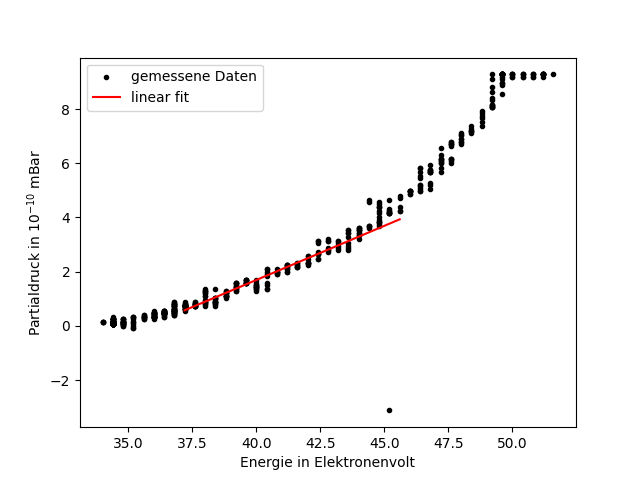 gemessene Daten
linear fit
8
6
4
2
0
−2
Partialdruck in 10⁻¹⁰ mBar
35.0 37.5 40.0 42.5 45.0 47.5 50.0
Energie in Elektronenvolt